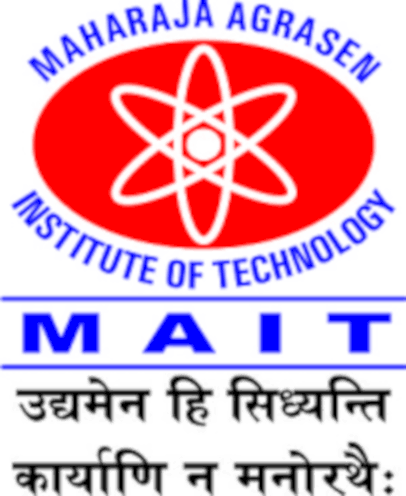 MAHARAJA AGRASEN
INSTITUTE OF TECHNOLOGY
MAIT
उद्यमेन हि सिध्यन्ति
कार्याणि न मनोरथैः